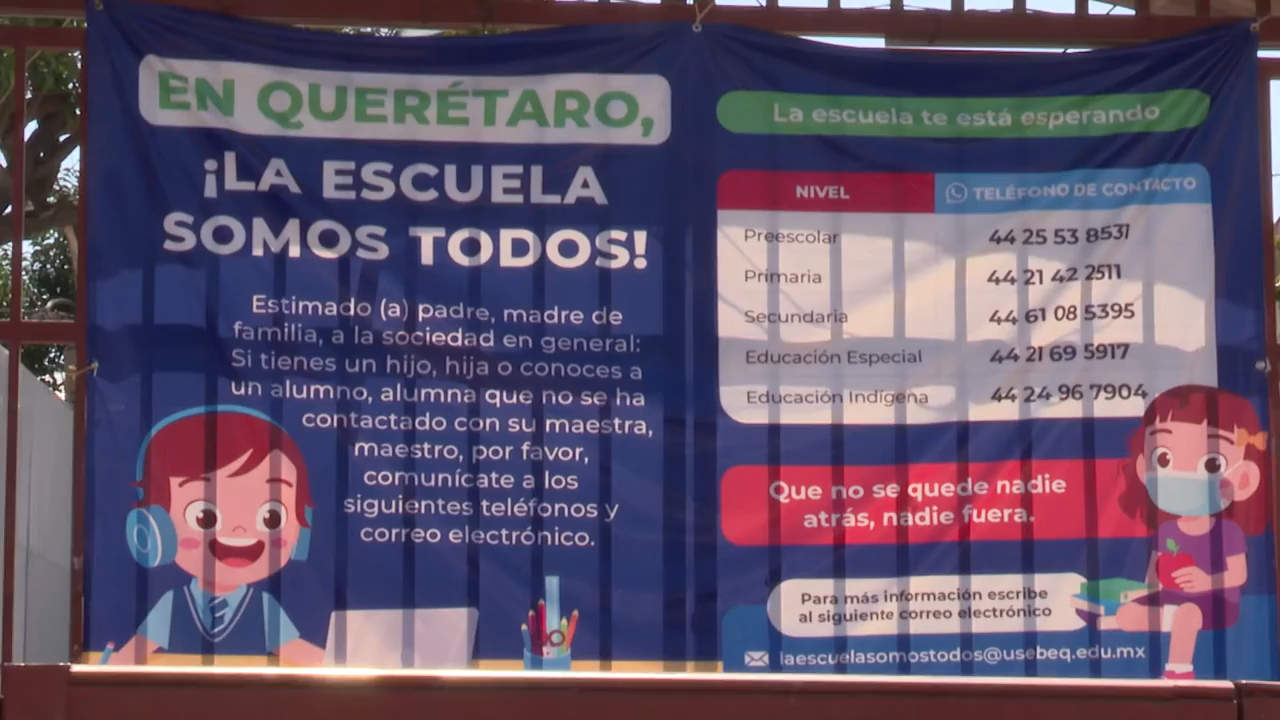 EN QUERÉTARO,
¡LA ESCUELA
SOMOS TODOS!
Estimado (a) padre, madre de
familia, a la sociedad en general:
Si tienes un hijo, hija o conoces a
un alumno, alumna que no se ha
contactado con su maestra,
maestro, por favor,
comunícate a los
siguientes teléfonos y
correo electrónico.
La escuela te está esperando
NIVEL TELÉFONO DE CONTACTO
Preescolar 44 25 53 8531
Primaria 44 21 42 2511
Secundaria 44 61 08 5395
Educación Especial 44 21 69 5917
Educación Indígena 44 24 96 7904
Que no se quede nadie
atrás, nadie fuera.
Para más información escribe
al siguiente correo electrónico
laescuelasomostodos@usebeq.edu.mx